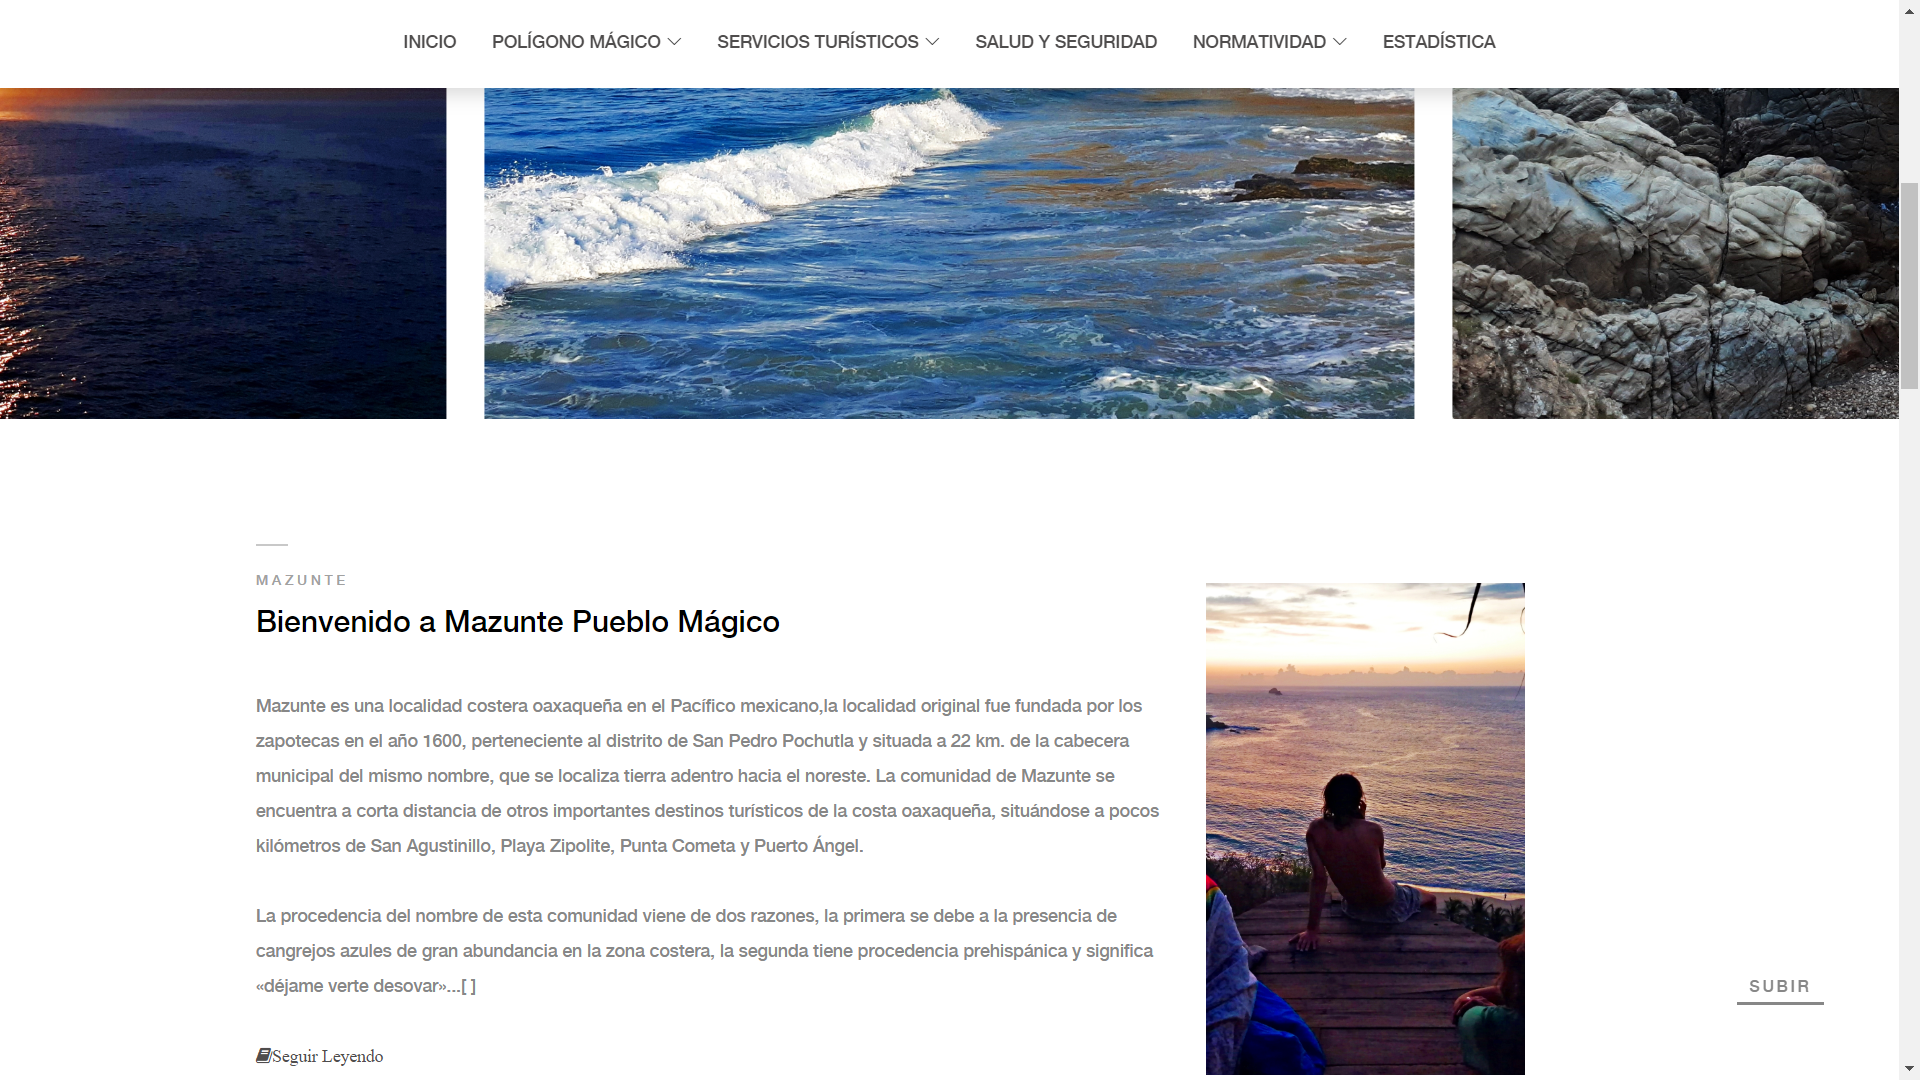 INICIO POLÍGONO MÁGICO SERVICIOS TURÍSTICOS SALUD Y SEGURIDAD NORMATIVIDAD ESTADÍSTICA
MAZUNTE
Bienvenido a Mazunte Pueblo Mágico
Mazunte es una localidad costera oaxaqueña en el Pacífico mexicano,la localidad original fue fundada por los
zapotecas en el año 1600, perteneciente al distrito de San Pedro Pochutla y situada a 22 km. de la cabecera
municipal del mismo nombre, que se localiza tierra adentro hacia el noreste. La comunidad de Mazunte se
encuentra a corta distancia de otros importantes destinos turísticos de la costa oaxaqueña, situándose a pocos
kilómetros de San Agustinillo, Playa Zipolite, Punta Cometa y Puerto Ángel.
La procedencia del nombre de esta comunidad viene de dos razones, la primera se debe a la presencia de
cangrejos azules de gran abundancia en la zona costera, la segunda tiene procedencia prehispánica y significa
«déjame verte desovar»...[ ]
Seguir Leyendo
SUBIR